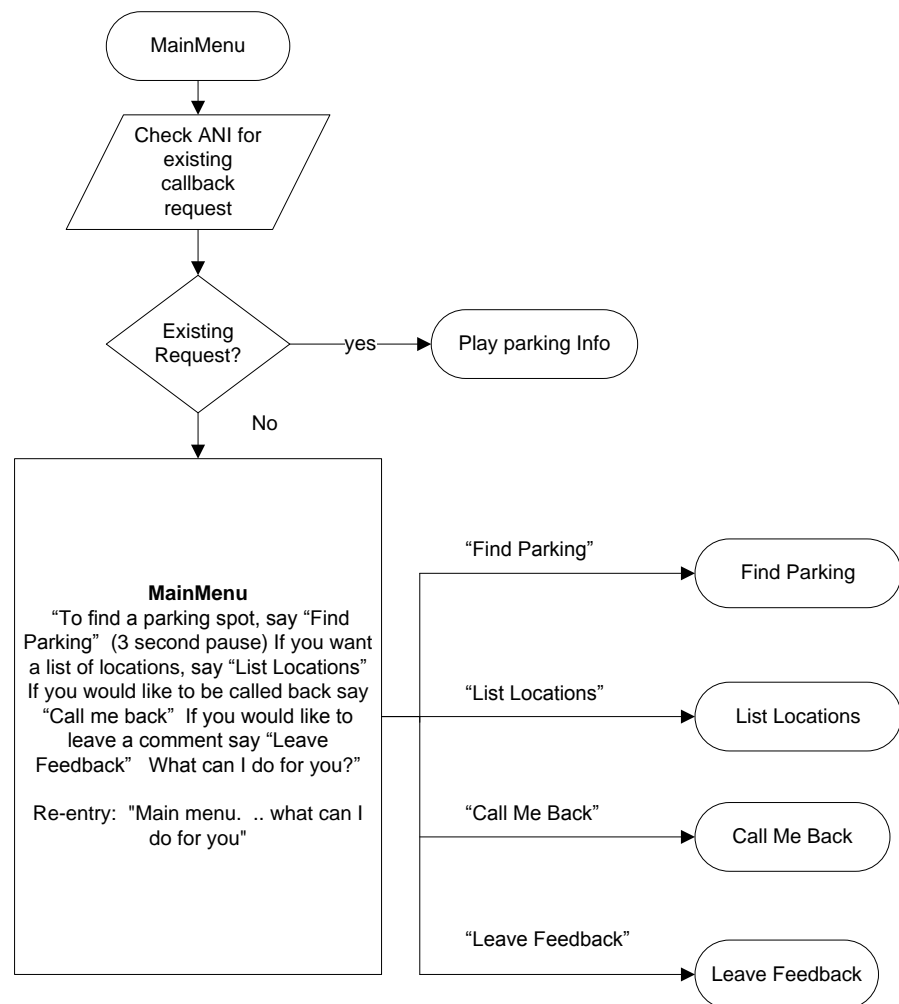 MainMenu
Check ANI for
existing
callback
request
Existing
Request?
yes
Play parking Info
No
MainMenu
“To find a parking spot, say “Find
Parking” (3 second pause) If you want
a list of locations, say “List Locations”
If you would like to be called back say
“Call me back” If you would like to
leave a comment say “Leave
Feedback” What can I do for you?”
Re-entry: "Main menu. .. what can I
do for you"
“Find Parking”
Find Parking
“List Locations”
List Locations
“Call Me Back”
Call Me Back
“Leave Feedback”
Leave Feedback